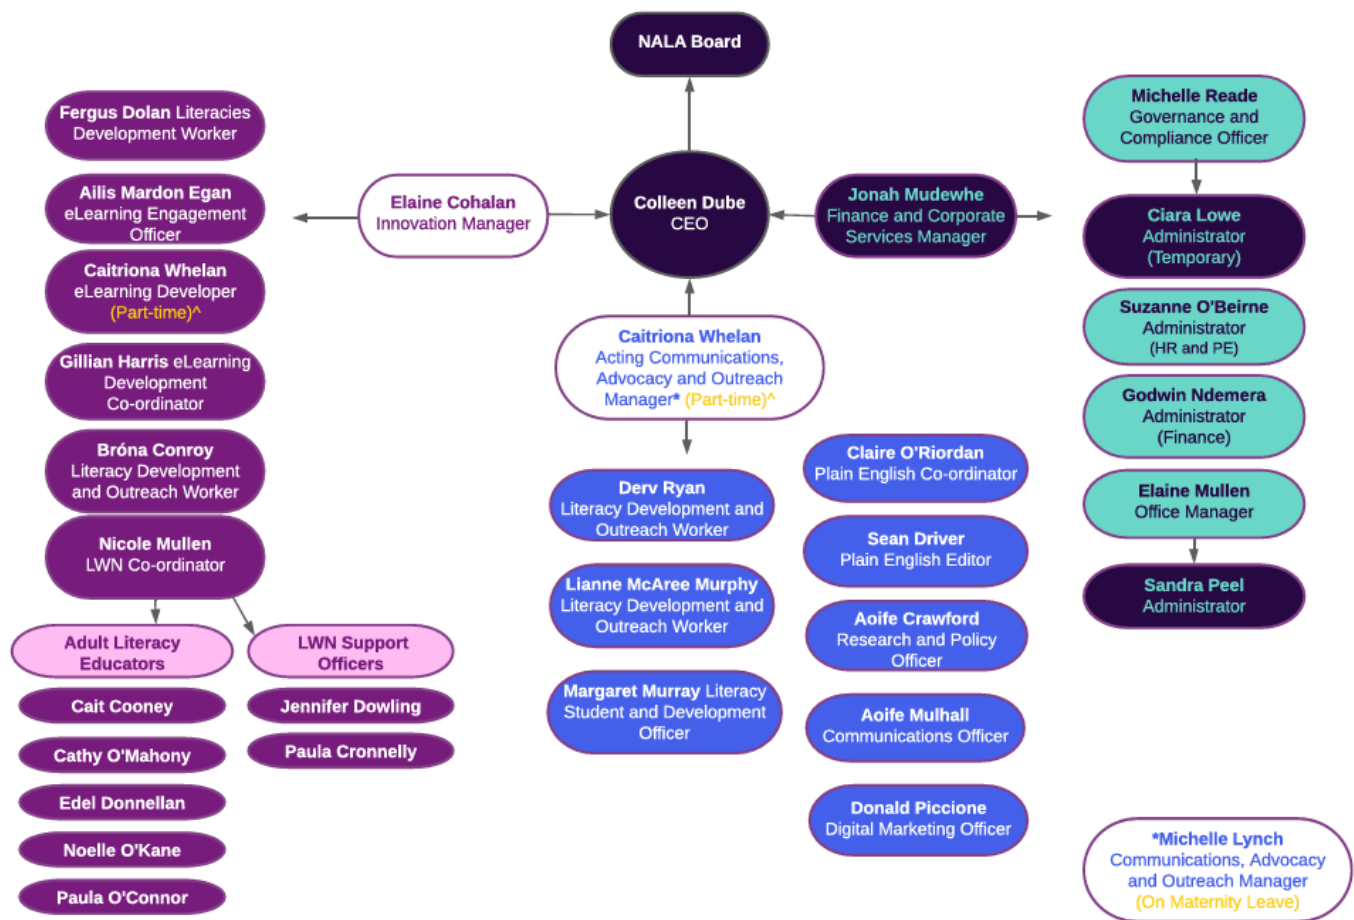 NALA Board
Colleen Dube
CEO
Elaine Cohalan
Innovation Manager
Fergus Dolan Literacies
Development Worker
Ailis Mardon Egan
eLearning Engagement
Officer
Caitriona Whelan
eLearning Developer
(Part-time)^
Gillian Harris eLearning
Development
Co-ordinator
Bróna Conroy
Literacy Development
and Outreach Worker
Nicole Mullen
LWN Co-ordinator
Adult Literacy
Educators
Cait Cooney
Cathy O'Mahony
Edel Donnellan
Noelle O'Kane
Paula O'Connor
LWN Support
Officers
Jennifer Dowling
Paula Cronnelly
Caitriona Whelan
Acting Communications,
Advocacy and Outreach
Manager* (Part-time)^
Derv Ryan
Literacy Development and
Outreach Worker
Lianne McAree Murphy
Literacy Development and
Outreach Worker
Margaret Murray Literacy
Student and Development
Officer
Claire O'Riordan
Plain English Co-ordinator
Sean Driver
Plain English Editor
Aoife Crawford
Research and Policy
Officer
Aoife Mulhall
Communications Officer
Donald Piccione
Digital Marketing Officer
Jonah Mudewhe
Finance and Corporate
Services Manager
Michelle Reade
Governance and
Compliance Officer
Ciara Lowe
Administrator
(Temporary)
Suzanne O'Beirne
Administrator
(HR and PE)
Godwin Ndemera
Administrator
(Finance)
Elaine Mullen
Office Manager
Sandra Peel
Administrator
*Michelle Lynch
Communications, Advocacy
and Outreach Manager
(On Maternity Leave)